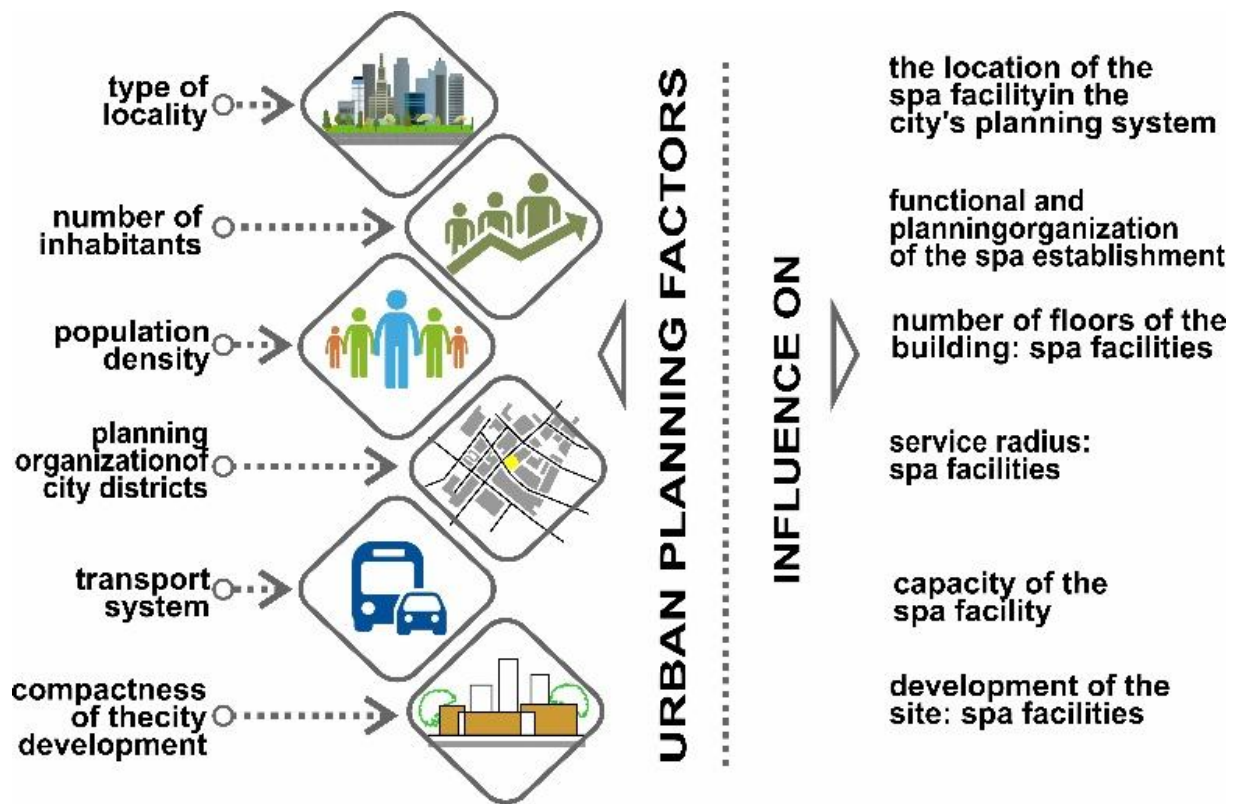 type of
locality
number of
inhabitants
population
density
planning
organizationof
city districts
transport
system
compactness
of thecity
development
URBAN PLANNING FACTORS
INFLUENCE ON
the location of the
spa facilityin the
city's planning system
functional and
planningorganization
of the spa establishment
number of floors of the
building: spa facilities
service radius:
spa facilities
capacity of the
spa facility
development of the
site: spa facilities